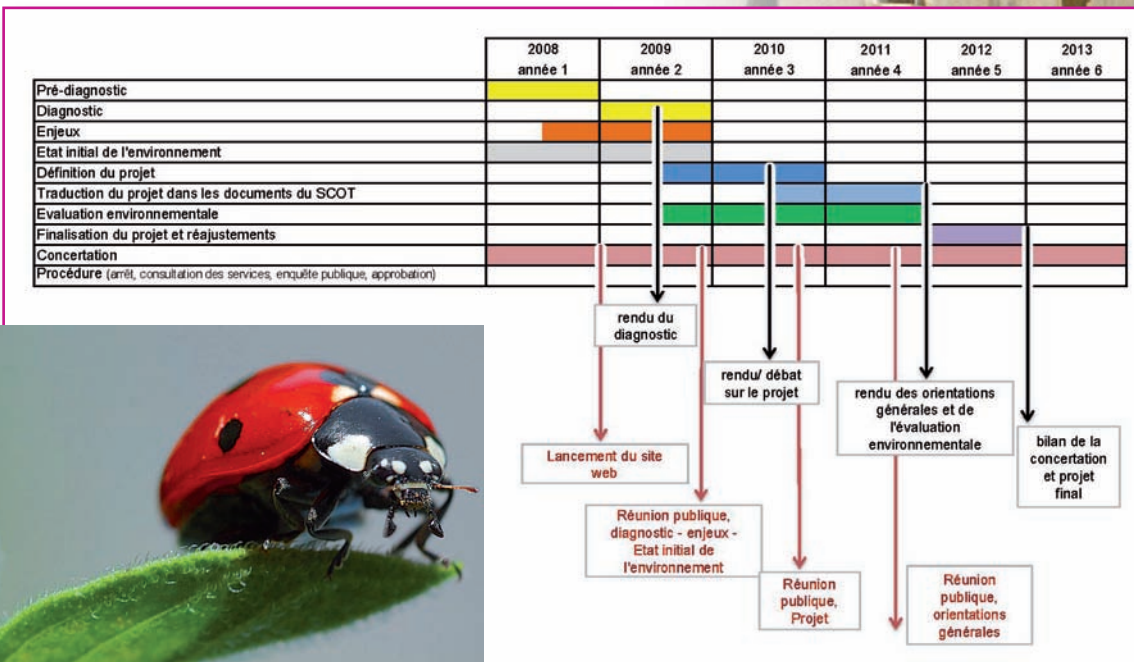 2008 2009 2010 2011 2012 2013
année 1 année 2 année 3 année 4 année 5 année 6
Pré-diagnostic
Diagnostic
Enjeux
Etat initial de l'environnement
Définition du projet
Traduction du projet dans les documents du SCOT
Evaluation environnementale
Finalisation du projet et réajustements
Concertation
Procédure (arrêt, consultation des services, enquête publique, approbation)
rendu du
diagnostic
rendu/ débat
sur le projet
rendu des orientations
générales et de
l'évaluation
environnementale
bilan de la
concertation
et projet
final
Lancement du site
web
Réunion publique,
diagnostic - enjeux -
Etat initial de
l'environnement
Réunion
publique,
Projet
Réunion
publique,
orientations
générales